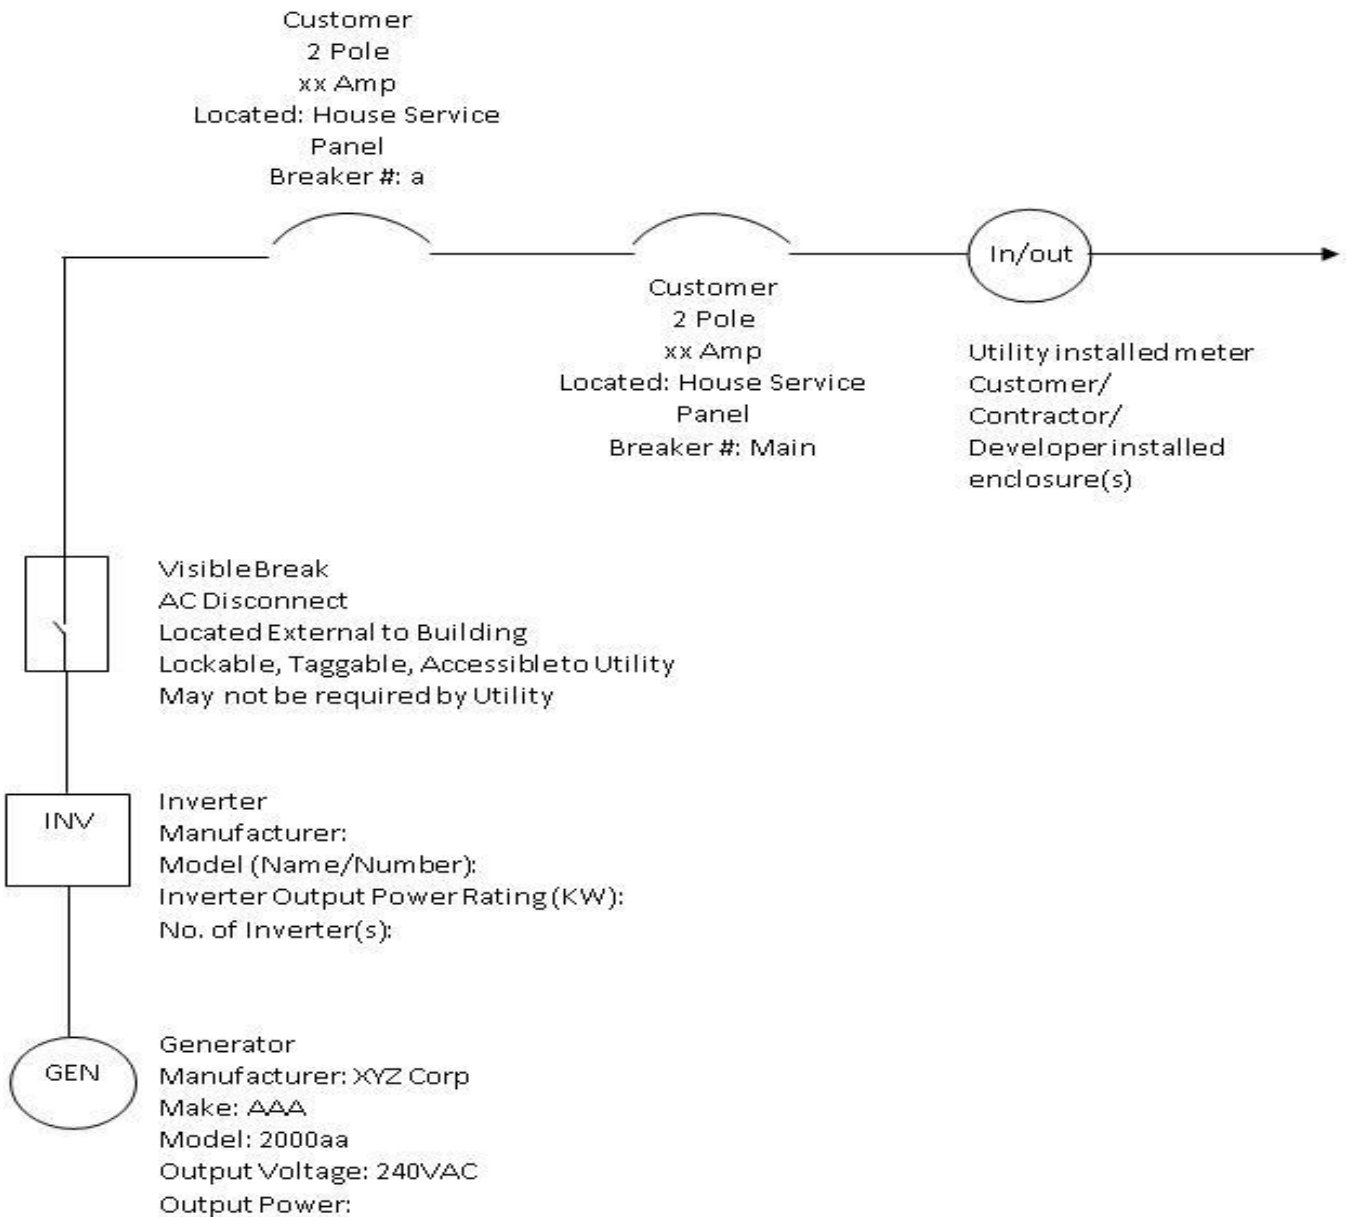 Customer
2 Pole
xx Amp
Located: House Service
Panel
Breaker #: a
In/out
Customer
2 Pole
xx Amp
Located: House Service
Panel
Breaker #: Main
Utility installed meter
Customer/
Contractor/
Developer installed
enclosure(s)
Visible Break
AC Disconnect
Located External to Building
Lockable, Taggable, Accessible to Utility
May not be required by Utility
INV
Inverter
Manufacturer:
Model (Name/Number):
Inverter Output Power Rating (KW):
No. of Inverter(s):
GEN
Generator
Manufacturer: XYZ Corp
Make: AAA
Model: 2000aa
Output Voltage: 240VAC
Output Power: